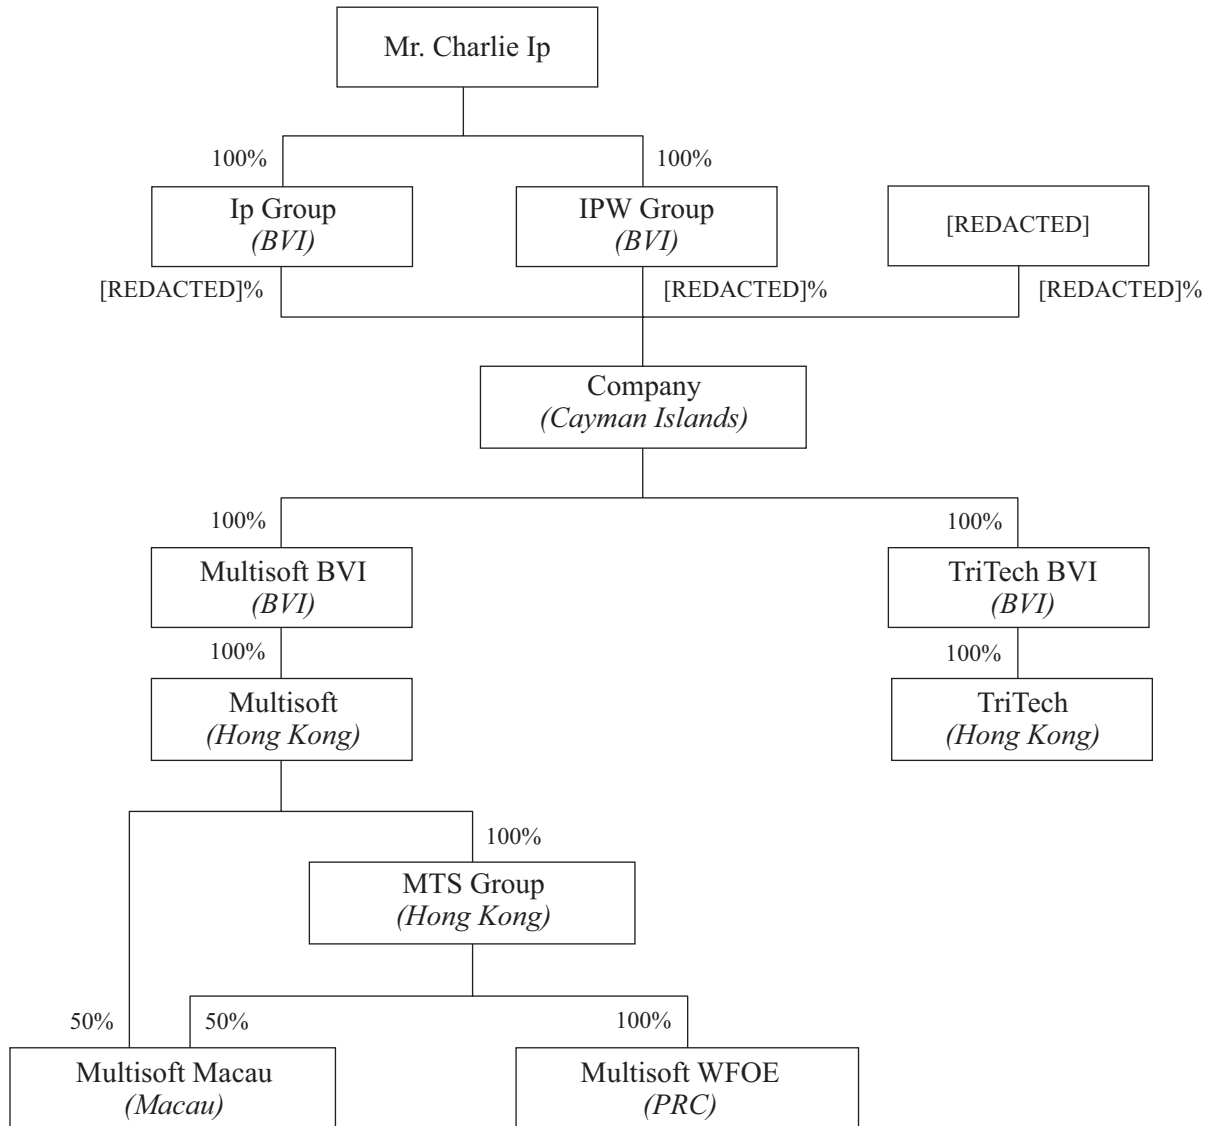 Mr. Charlie Ip
100%
100%
Ip Group
(BVI)
IPW Group
(BVI)
[REDACTED]
[REDACTED]%
[REDACTED]%
[REDACTED]%
Company
(Cayman Islands)
100%
100%
Multisoft BVI
(BVI)
TriTech BVI
(BVI)
100%
100%
Multisoft
(Hong Kong)
TriTech
(Hong Kong)
100%
MTS Group
(Hong Kong)
50%
50%
100%
Multisoft Macau
(Macau)
Multisoft WFOE
(PRC)